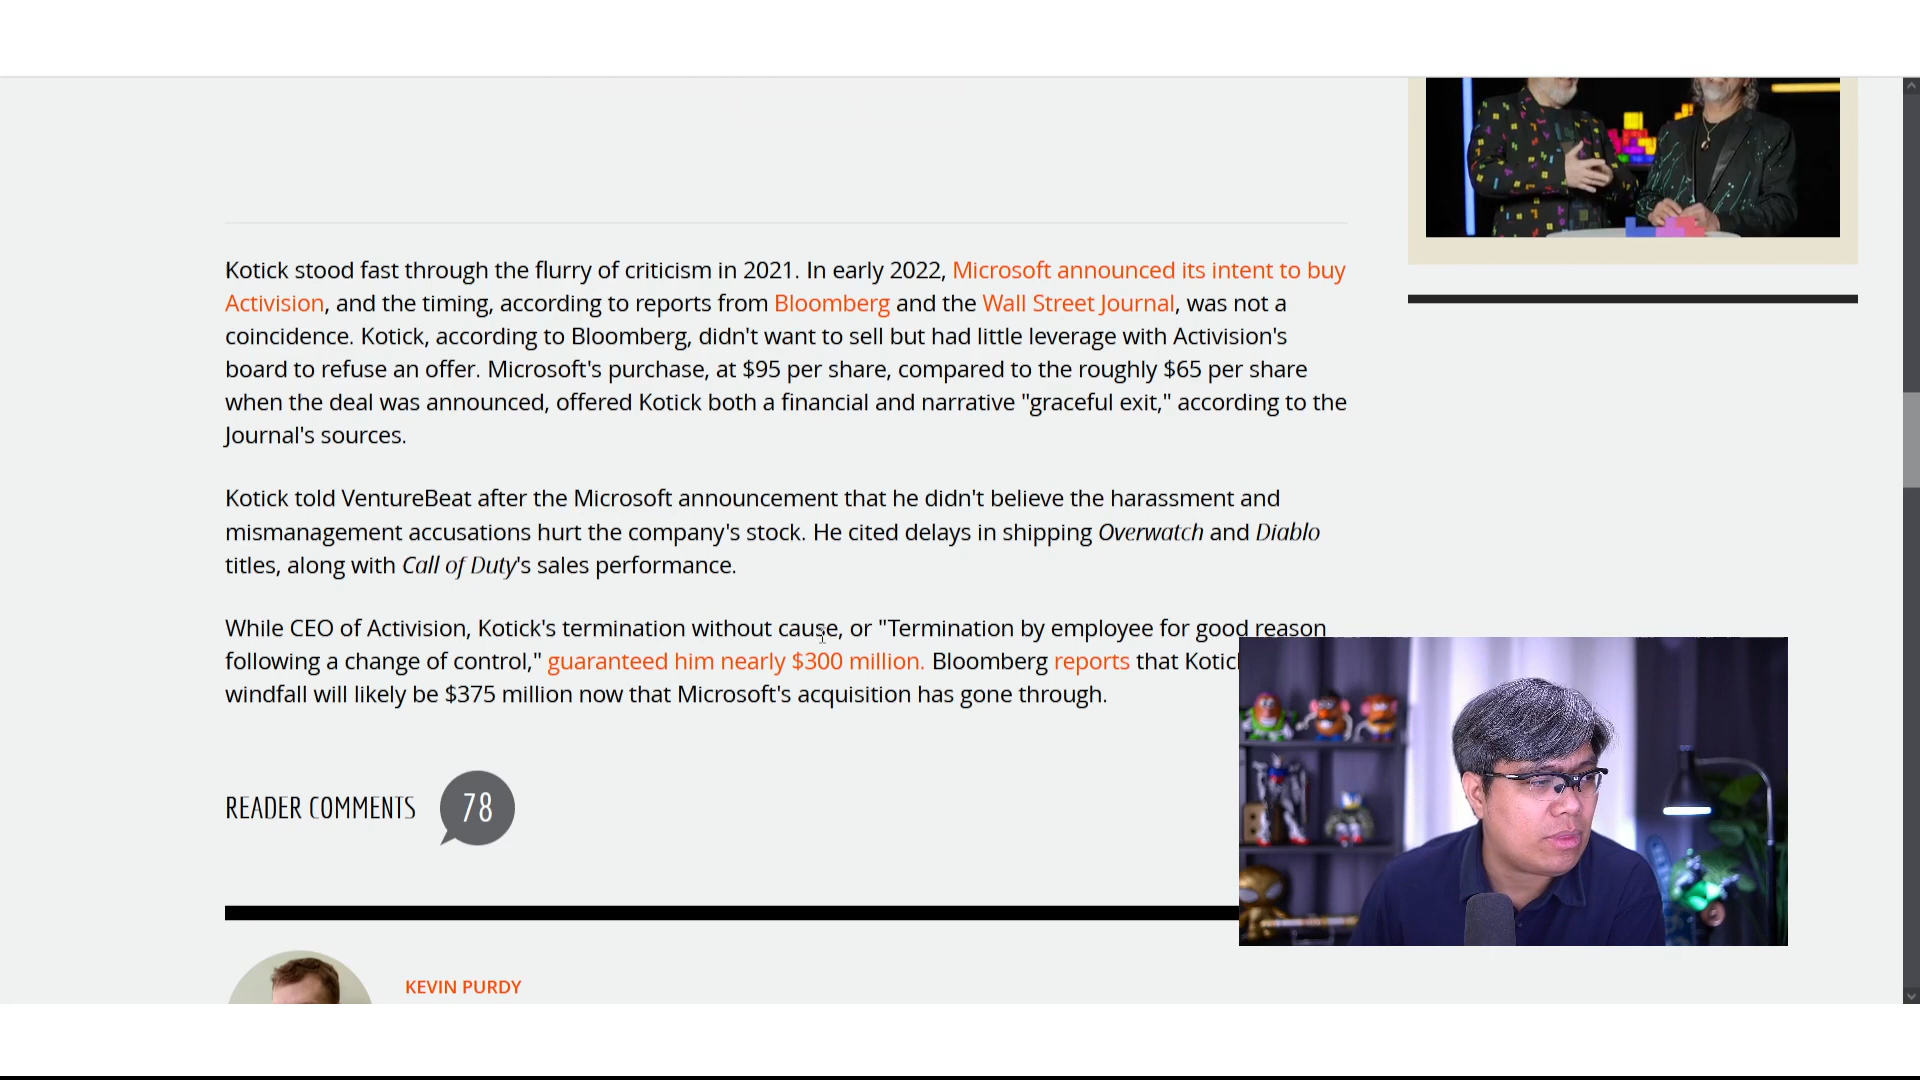 Kotick stood fast through the flurry of criticism in 2021. In early 2022, Microsoft announced its intent to buy
Activision, and the timing, according to reports from Bloomberg and the Wall Street Journal, was not a
coincidence. Kotick, according to Bloomberg, didn't want to sell but had little leverage with Activision's
board to refuse an offer. Microsoft's purchase, at $95 per share, compared to the roughly $65 per share
when the deal was announced, offered Kotick both a financial and narrative "graceful exit," according to the
Journal's sources.
Kotick told VentureBeat after the Microsoft announcement that he didn't believe the harassment and
mismanagement accusations hurt the company's stock. He cited delays in shipping Overwatch and Diablo
titles, along with Call of Duty's sales performance.
While CEO of Activision, Kotick's termination without cause, or "Termination by employee for good reason
following a change of control," guaranteed him nearly $300 million. Bloomberg reports that
windfall will likely be $375 million now that Microsoft's acquisition has gone through.
READER COMMENTS 78
KEVIN PURDY